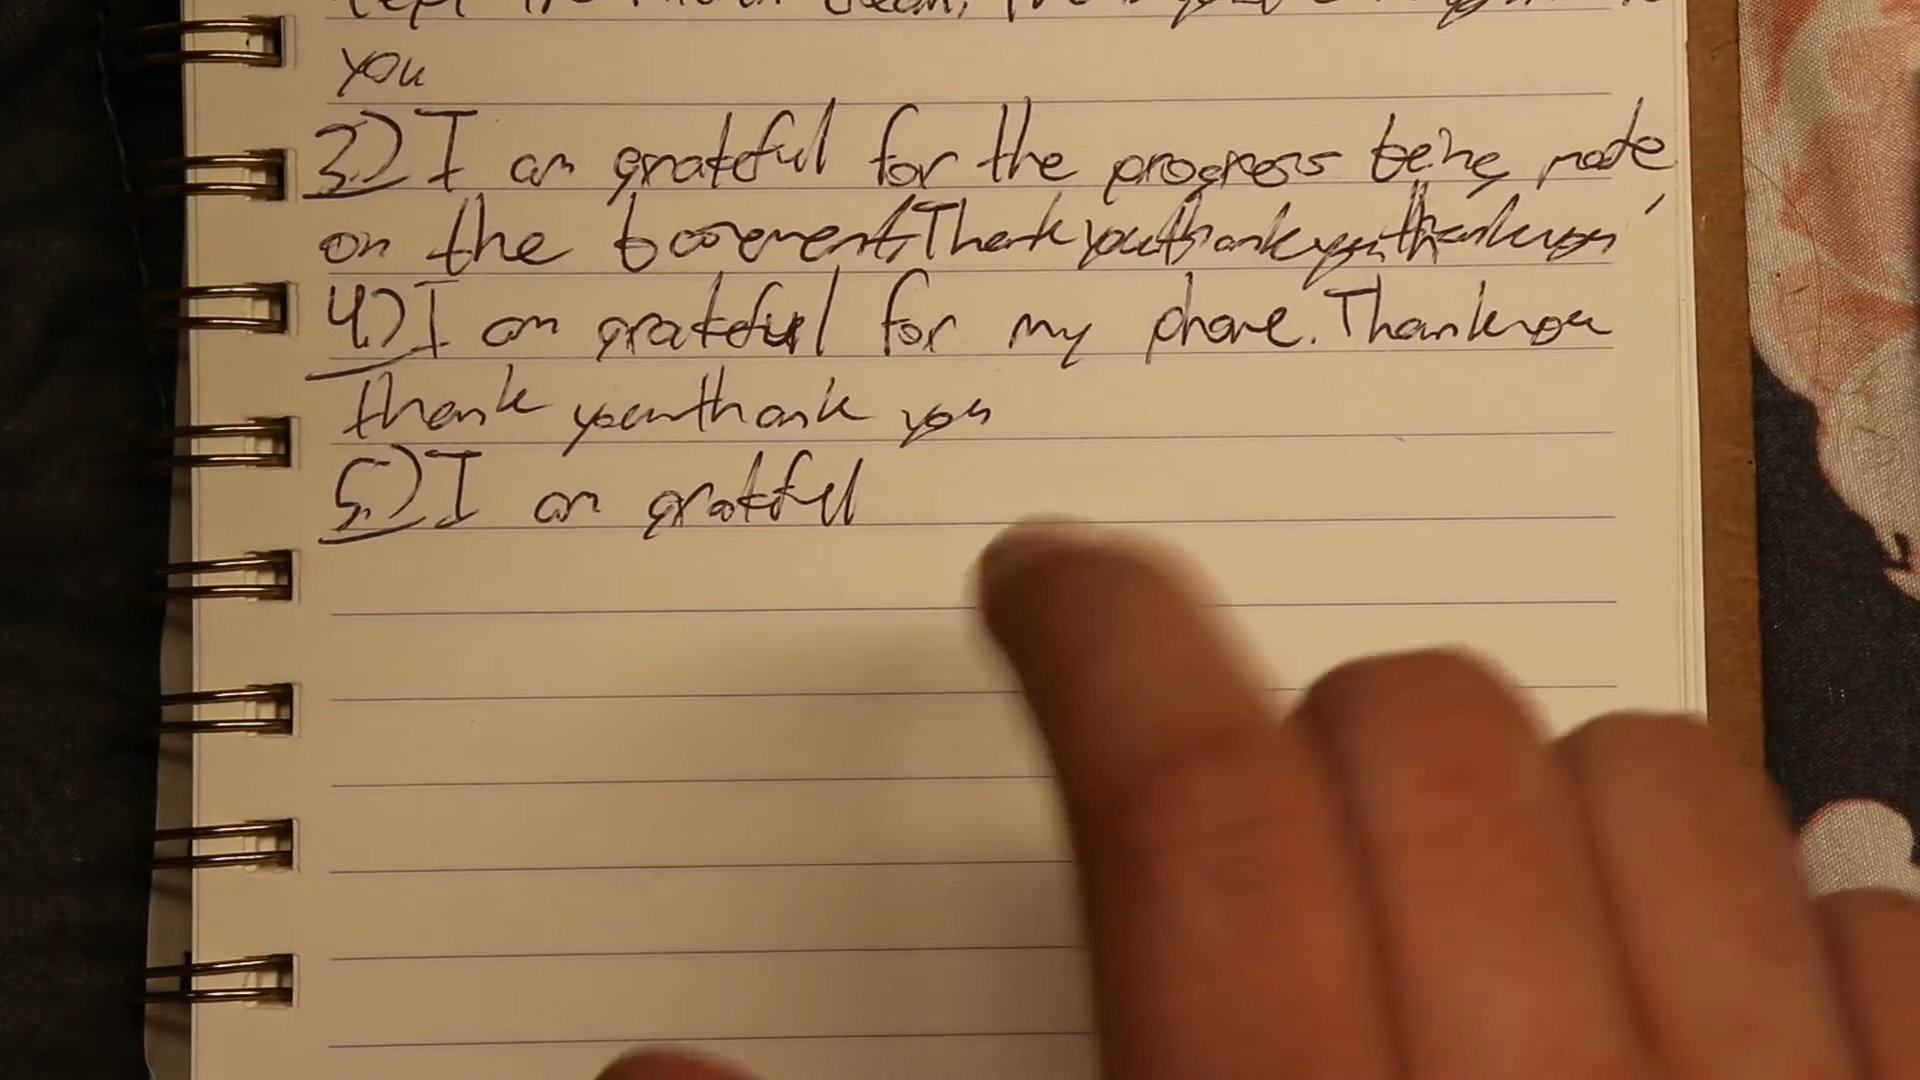 you
3.) I am grateful for the progress being made
on the basement. Thank you thank you thank you
4.) I am grateful for my phone. Thank you
thank you thank you
5.) I am grateful